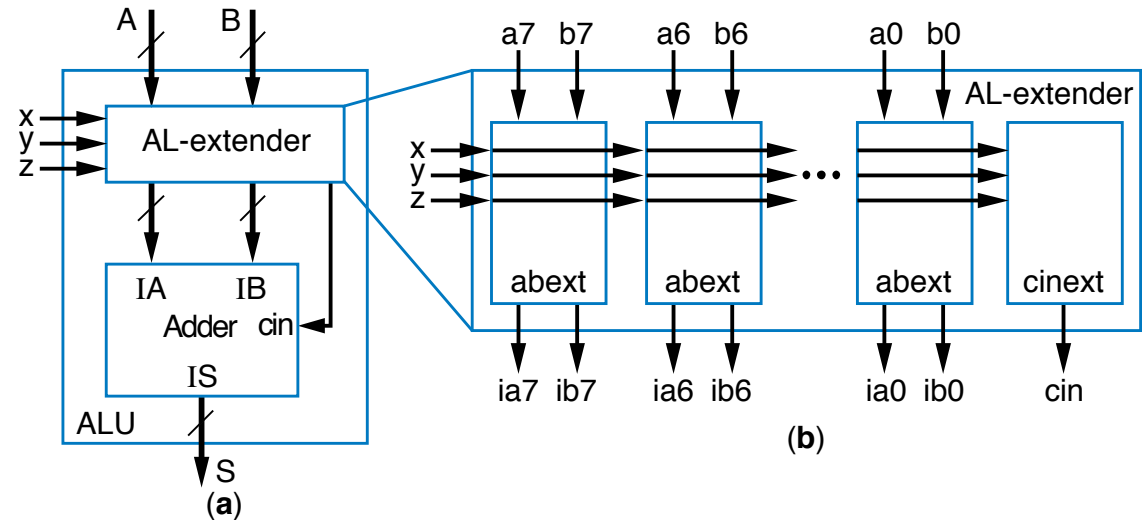 A B
x
y
z
AL-extender
IA IB
Adder cin
IS
ALU
S
(a)
a7 b7 a6 b6 a0 b0
AL-extender
x
y
z
abext abext abext cinext
ia7 ib7 ia6 ib6 ia0 ib0 cin
(b)